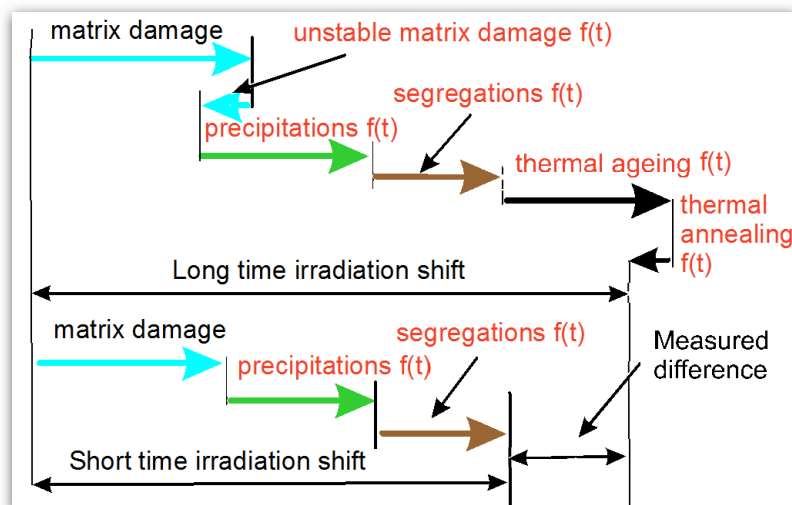 matrix damage
unstable matrix damage f(t)
segregations f(t)
precipitations f(t)
thermal ageing f(t)
thermal
annealing
f(t)
Long time irradiation shift
matrix damage
segregations f(t)
precipitations f(t)
Measured
difference
Short time irradiation shift